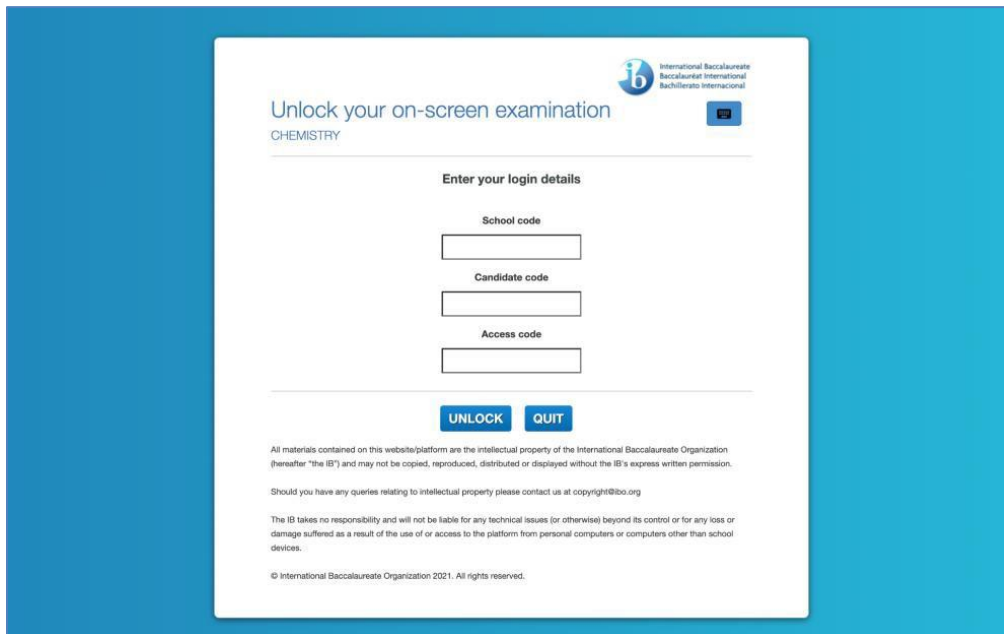 International Baccalaureate
Baccalauréat International
Bachillerato Internacional
ib
Unlock your on-screen examination
CHEMISTRY
Enter your login details
School code
Candidate code
Access code
UNLOCK QUIT
All materials contained on this website/platform are the intellectual property of the International Baccalaureate Organization
(hereafter "the IB") and may not be copied, reproduced, distributed or displayed without the IB's express written permission.
Should you have any queries relating to intellectual property please contact us at copyright@ibo.org
The IB takes no responsibility and will not be liable for any technical issues (or otherwise) beyond its control or for any loss or
damage suffered as a result of the use of or access to the platform from personal computers or computers other than school
devices.
© International Baccalaureate Organization 2021. All rights reserved.